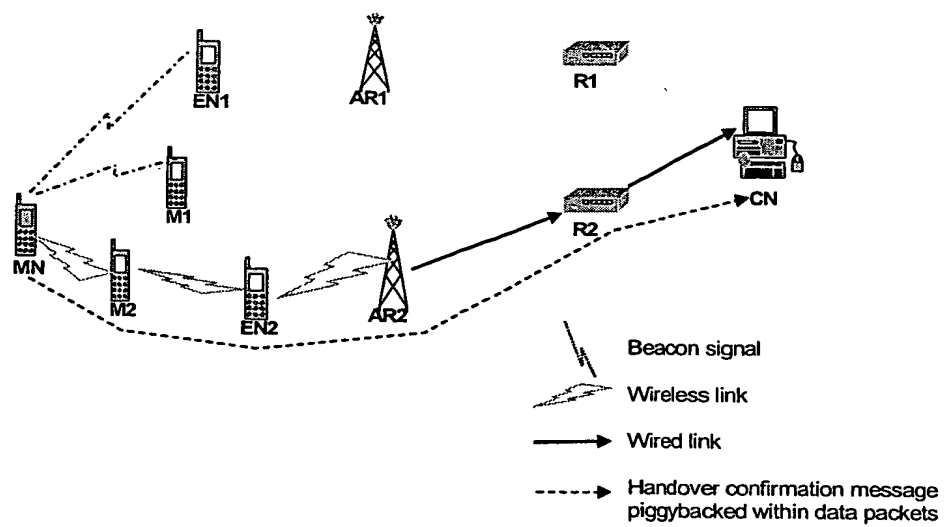 EN1
AR1
R1
CN
M1
R2
MN
M2
EN2
AR2
Beacon signal
Wireless link
Wired link
Handover confirmation message
piggybacked within data packets